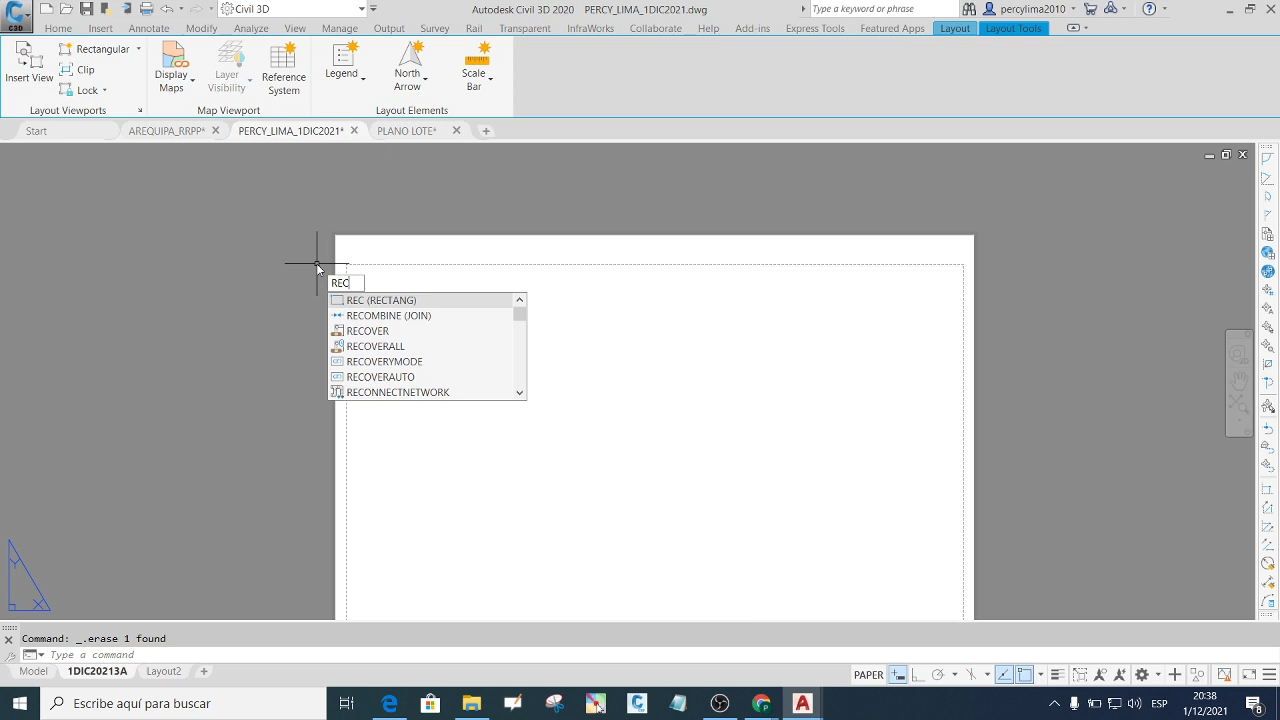 Civil 3D
Autodesk Civil 3D 2020 PERCY_LIMA_1DIC2021.dwg
Type a keyword or phrase
percylima2010
C3D
Home Insert Annotate Modify Analyze View Manage Output Survey Rail Transparent InfraWorks Collaborate Help Add-ins Express Tools Featured Apps Layout Layout Tools
Insert View
Rectangular
Clip
Lock
Display
Maps
Layer
Visibility
Reference
System
Legend
North
Arrow
Scale
Bar
Layout Viewports
Map Viewport
Layout Elements
Start
AREQUIPA_RRPP*
PERCY_LIMA_1DIC2021*
PLANO LOTE*
REC
REC (RECTANG)
RECOMBINE (JOIN)
RECOVER
RECOVERALL
RECOVERYMODE
RECOVERAUTO
RECONNECTNETWORK
Y
X
Command: _.erase 1 found
Type a command
Model
1DIC20213A
Layout2
PAPER
Escribe aquí para buscar
ESP
20:38
1/12/2021
8